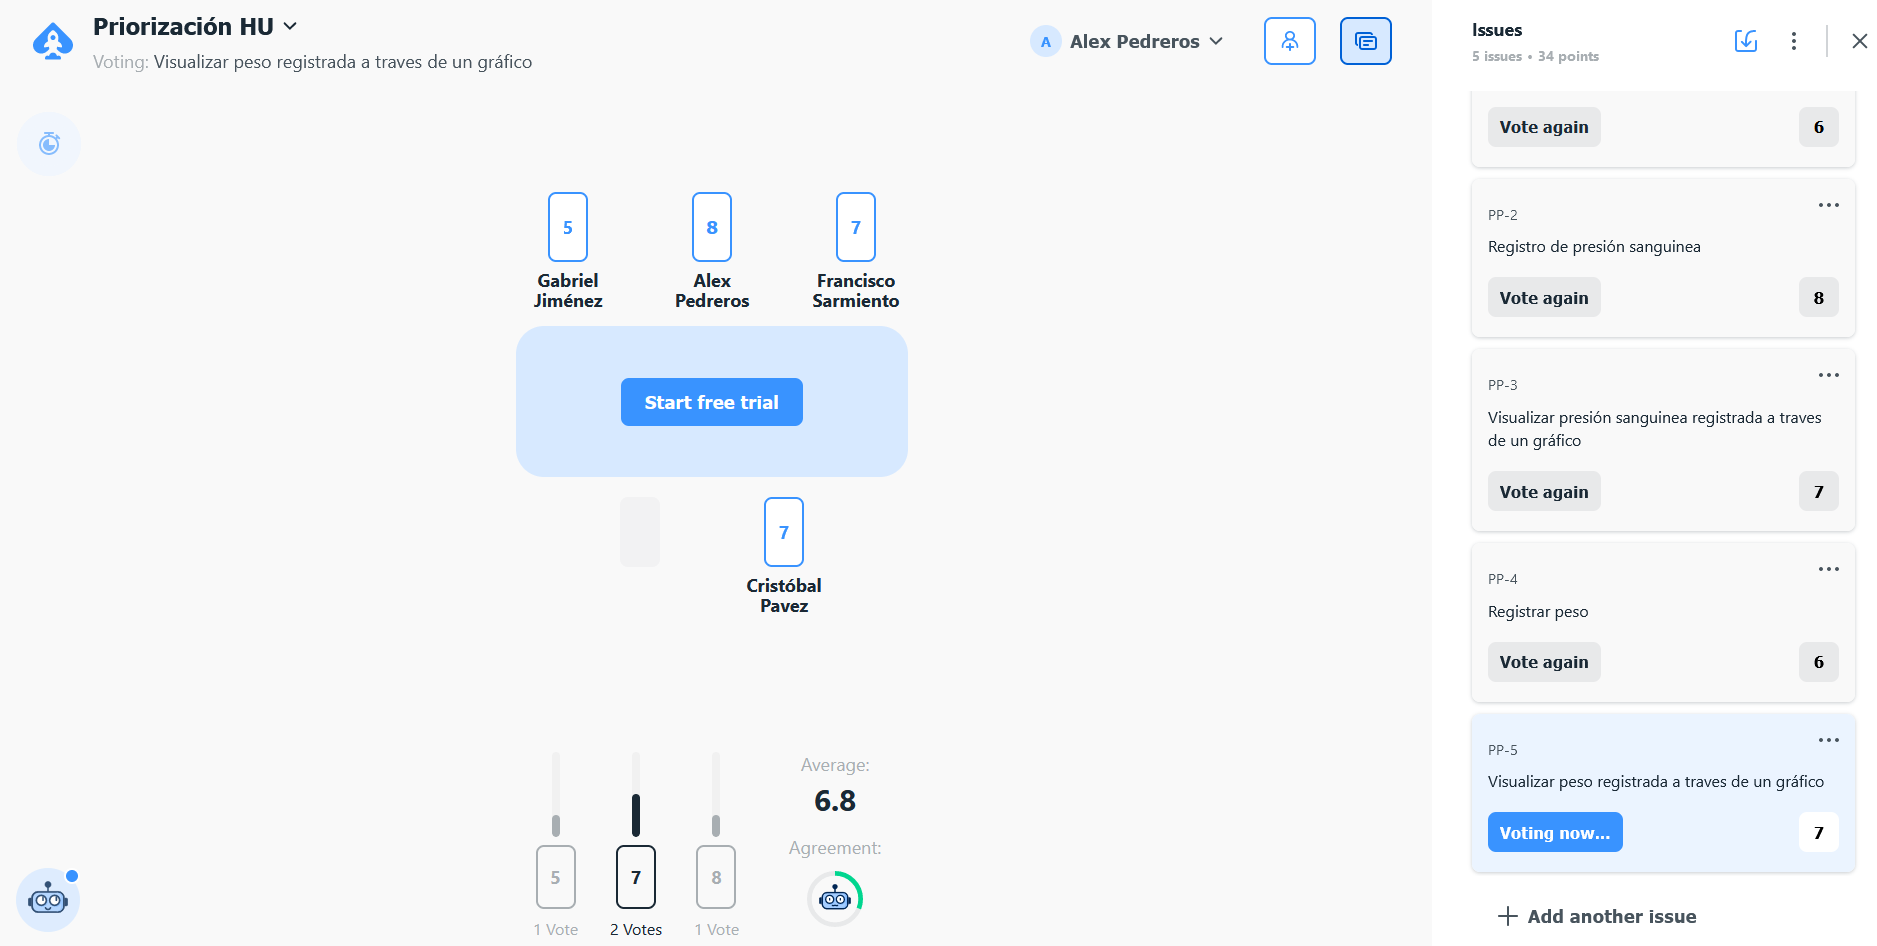 Priorización HU
Voting: Visualizar peso registrada a traves de un gráfico
A
Alex Pedreros
5
Gabriel
Jiménez
8
Alex
Pedreros
7
Francisco
Sarmiento
Start free trial
7
Cristóbal
Pavez
5
1 Vote
7
2 Votes
8
1 Vote
Average:
6.8
Agreement:
Issues
5 issues • 34 points
Vote again
6
PP-2
Registro de presión sanguinea
Vote again
8
PP-3
Visualizar presión sanguinea registrada a traves
de un gráfico
Vote again
7
PP-4
Registrar peso
Vote again
6
PP-5
Visualizar peso registrada a traves de un gráfico
Voting now...
7
Add another issue